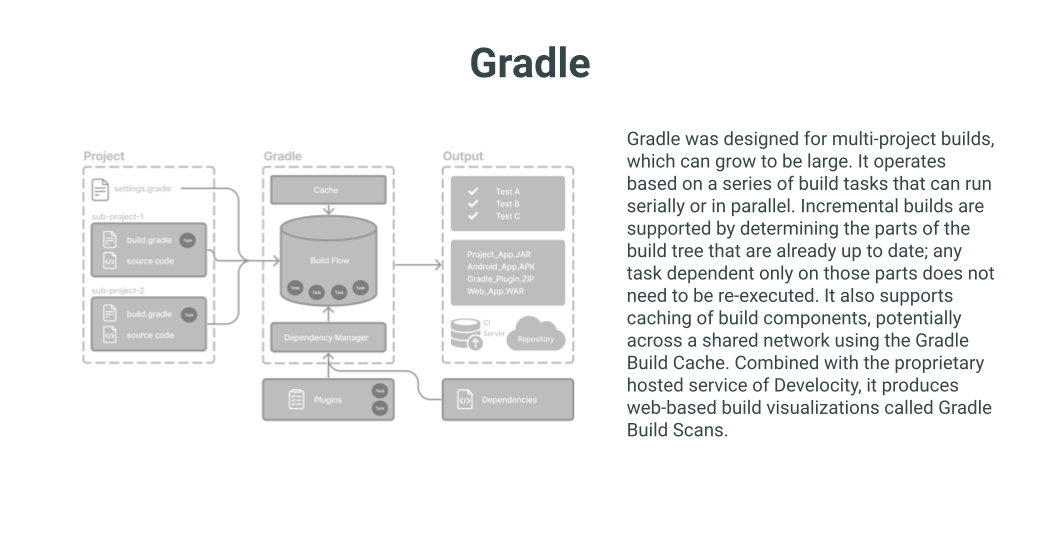 Gradle
Project
settings.gradle
sub-project-1
build.gradle
Task
source code
sub-project-2
build.gradle
Task
source code
Gradle
Cache
Build Flow
Task
Task
Task
Task
Dependency Manager
Plugins
Task
Task
Output
Test A
Test B
Test C
Project_App.JAR
Android_App.APK
Gradle_Plugin.ZIP
Web_App.WAR
CI
Server
Repository
Dependencies
Gradle was designed for multi-project builds,
which can grow to be large. It operates
based on a series of build tasks that can run
serially or in parallel. Incremental builds are
supported by determining the parts of the
build tree that are already up to date; any
task dependent only on those parts does not
need to be re-executed. It also supports
caching of build components, potentially
across a shared network using the Gradle
Build Cache. Combined with the proprietary
hosted service of Develocity, it produces
web-based build visualizations called Gradle
Build Scans.